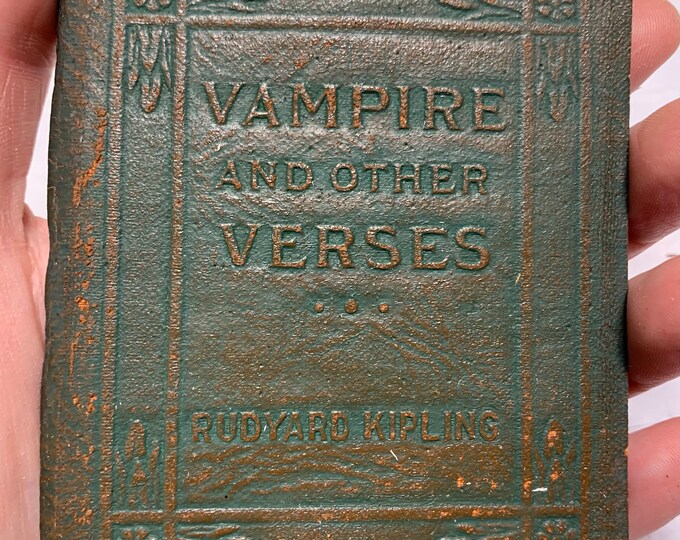 VAMPIRE
AND OTHER
VERSES
RUDYARD KIPLING